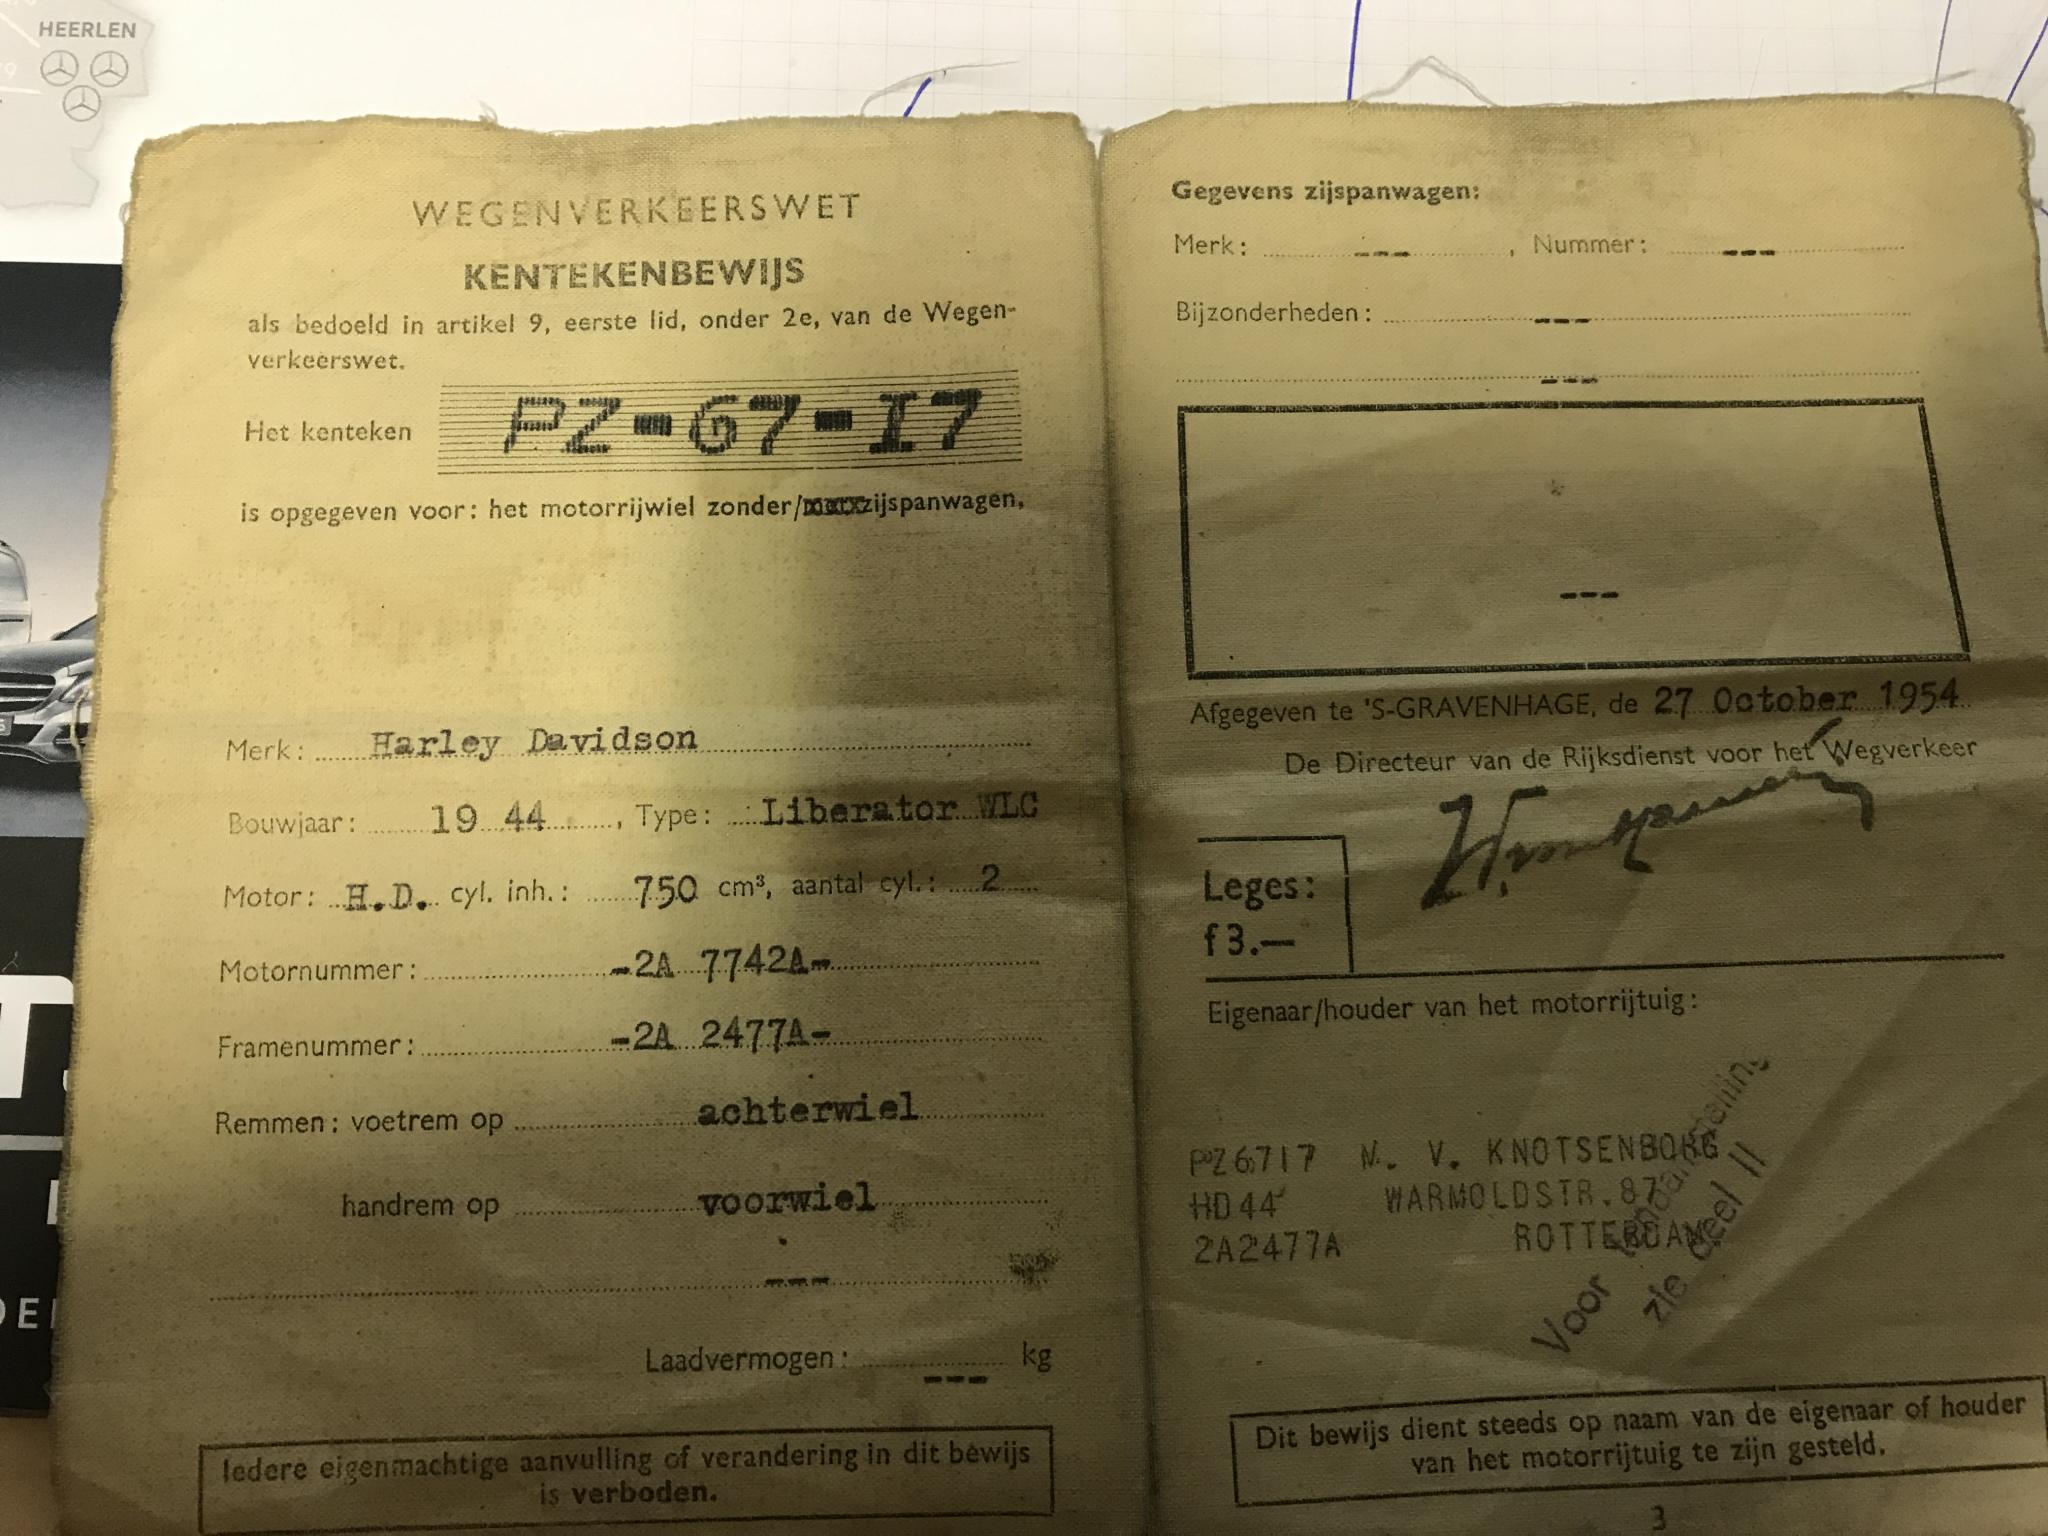 HEERLEN
WEGENVERKEERSWET
KENTEKENBEWIJS
als bedoeld in artikel 9, eerste lid, onder 2e, van de Wegen-
verkeerswet.
Het kenteken PZ-67-17
is opgegeven voor: het motorrijwiel zonder/ zijspanwagen,
Merk: Harley Davidson
Bouwjaar: 19 44, Type: Liberator WLC
Motor: H.D. cyl. inh.: 750 cm³, aantal cyl.: 2
Motornummer: -2A 7742A-
Framenummer: -2A 2477A-
Remmen: voetrem op achterwiel
handrem op voorwiel
---
Laadvermogen: --- kg
Iedere eigenmachtige aanvulling of verandering in dit bewijs
is verboden.
Gegevens zijspanwagen:
Merk: ---, Nummer: ---
Bijzonderheden: ---
---
---
Afgegeven te 'S-GRAVENHAGE, de 27 October 1954
De Directeur van de Rijksdienst voor het Wegverkeer
Leges:
f 3.—
Eigenaar/houder van het motorrijtuig:
PZ6717 N. V. KNOTSENBORG
HD44 WARMOLDSTR.87
2A2477A ROTTERDAM
Voor tenaamstelling
zie deel II
Dit bewijs dient steeds op naam van de eigenaar of houder
van het motorrijtuig te zijn gesteld.
3